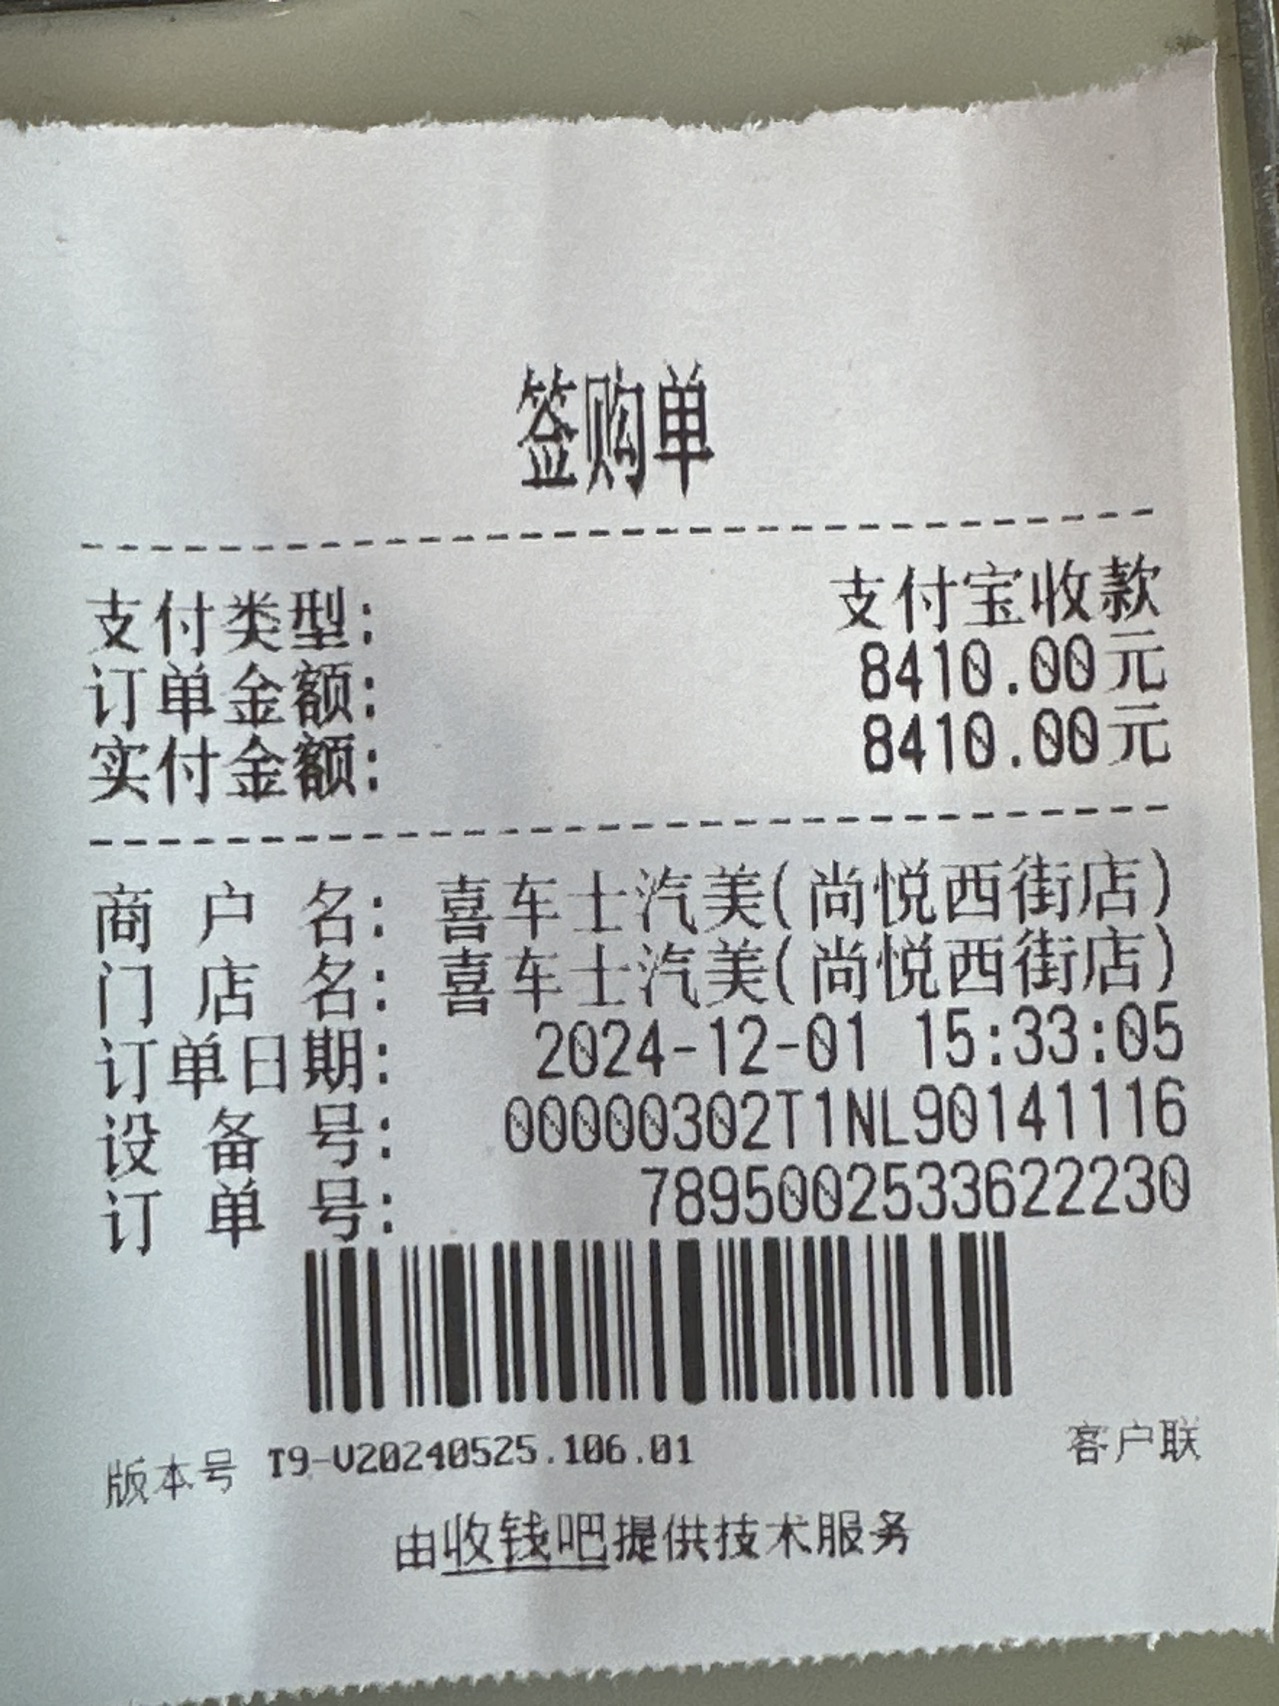 签购单
支付类型: 支付宝收款
订单金额: 8410.00元
实付金额: 8410.00元
商户名: 喜车士汽美(尚悦西街店)
门店名: 喜车士汽美(尚悦西街店)
订单日期: 2024-12-01 15:33:05
设备号: 00000302T1NL90141116
订单号: 7895002533622230
版本号 T9-V20240525.106.01 客户联
由收钱吧提供技术服务